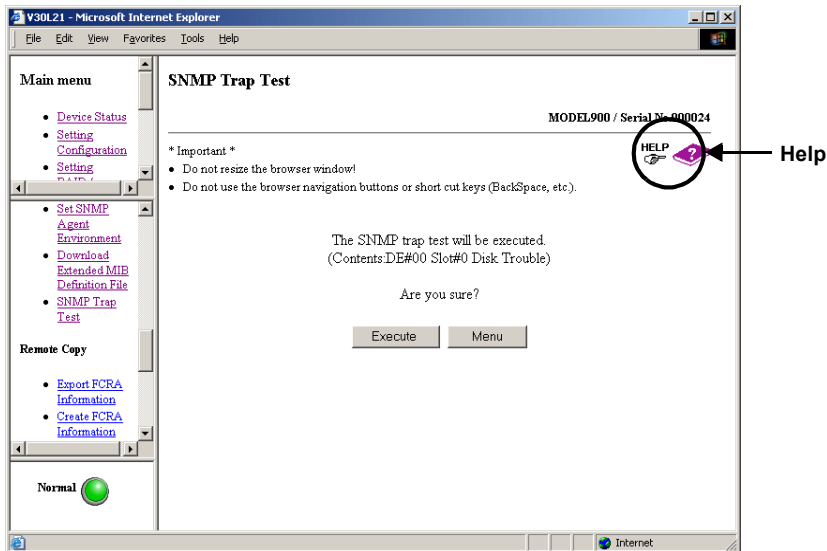 V30L21 - Microsoft Internet Explorer
File Edit View Favorites Tools Help
Main menu
Device Status
Setting
Configuration
Setting
SNMP Trap Test
MODEL900 / Serial No 000024
* Important *
Do not resize the browser window!
Do not use the browser navigation buttons or short cut keys (BackSpace, etc.).
HELP
Help
Set SNMP
Agent
Environment
Download
Extended MIB
Definition File
SNMP Trap
Test
Remote Copy
Export FCRA
Information
Create FCRA
Information
The SNMP trap test will be executed.
(Contents:DE#00 Slot#0 Disk Trouble)
Are you sure?
Execute Menu
Normal
Internet